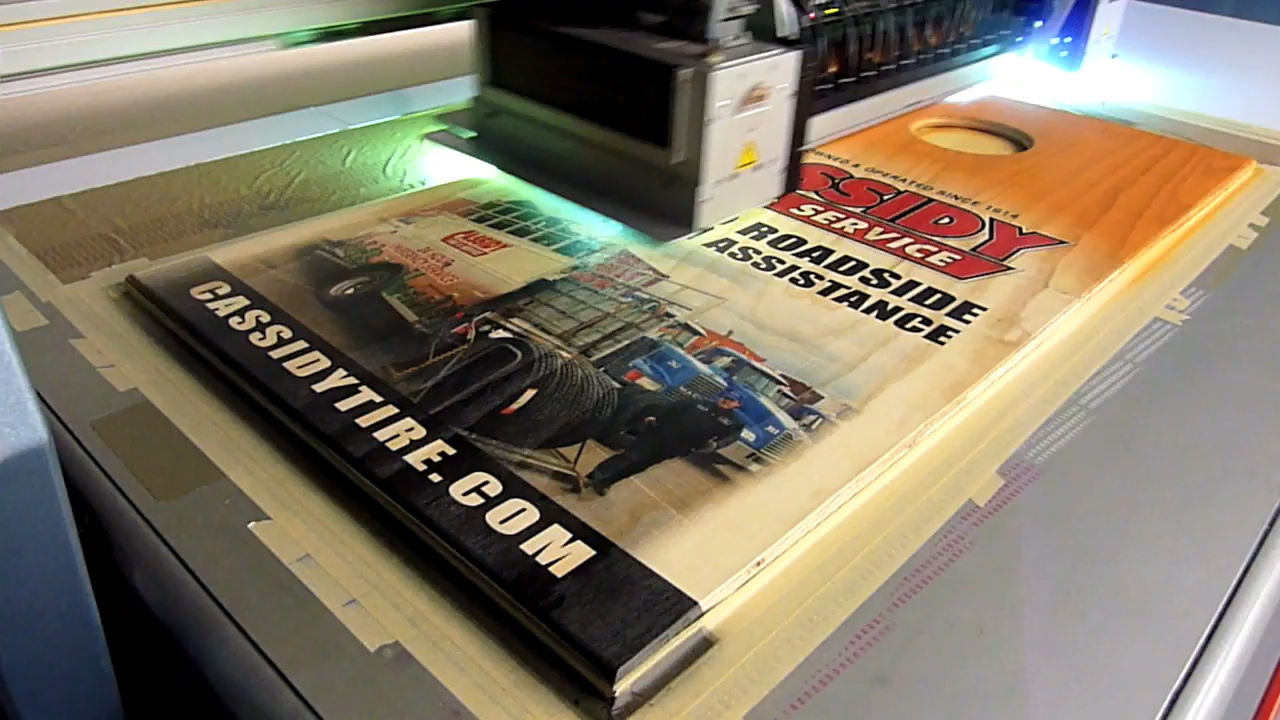 OWNED & OPERATED SINCE 1914
SSIDY
SERVICE
ROADSIDE
ASSISTANCE
CASSIDYTIRE.COM